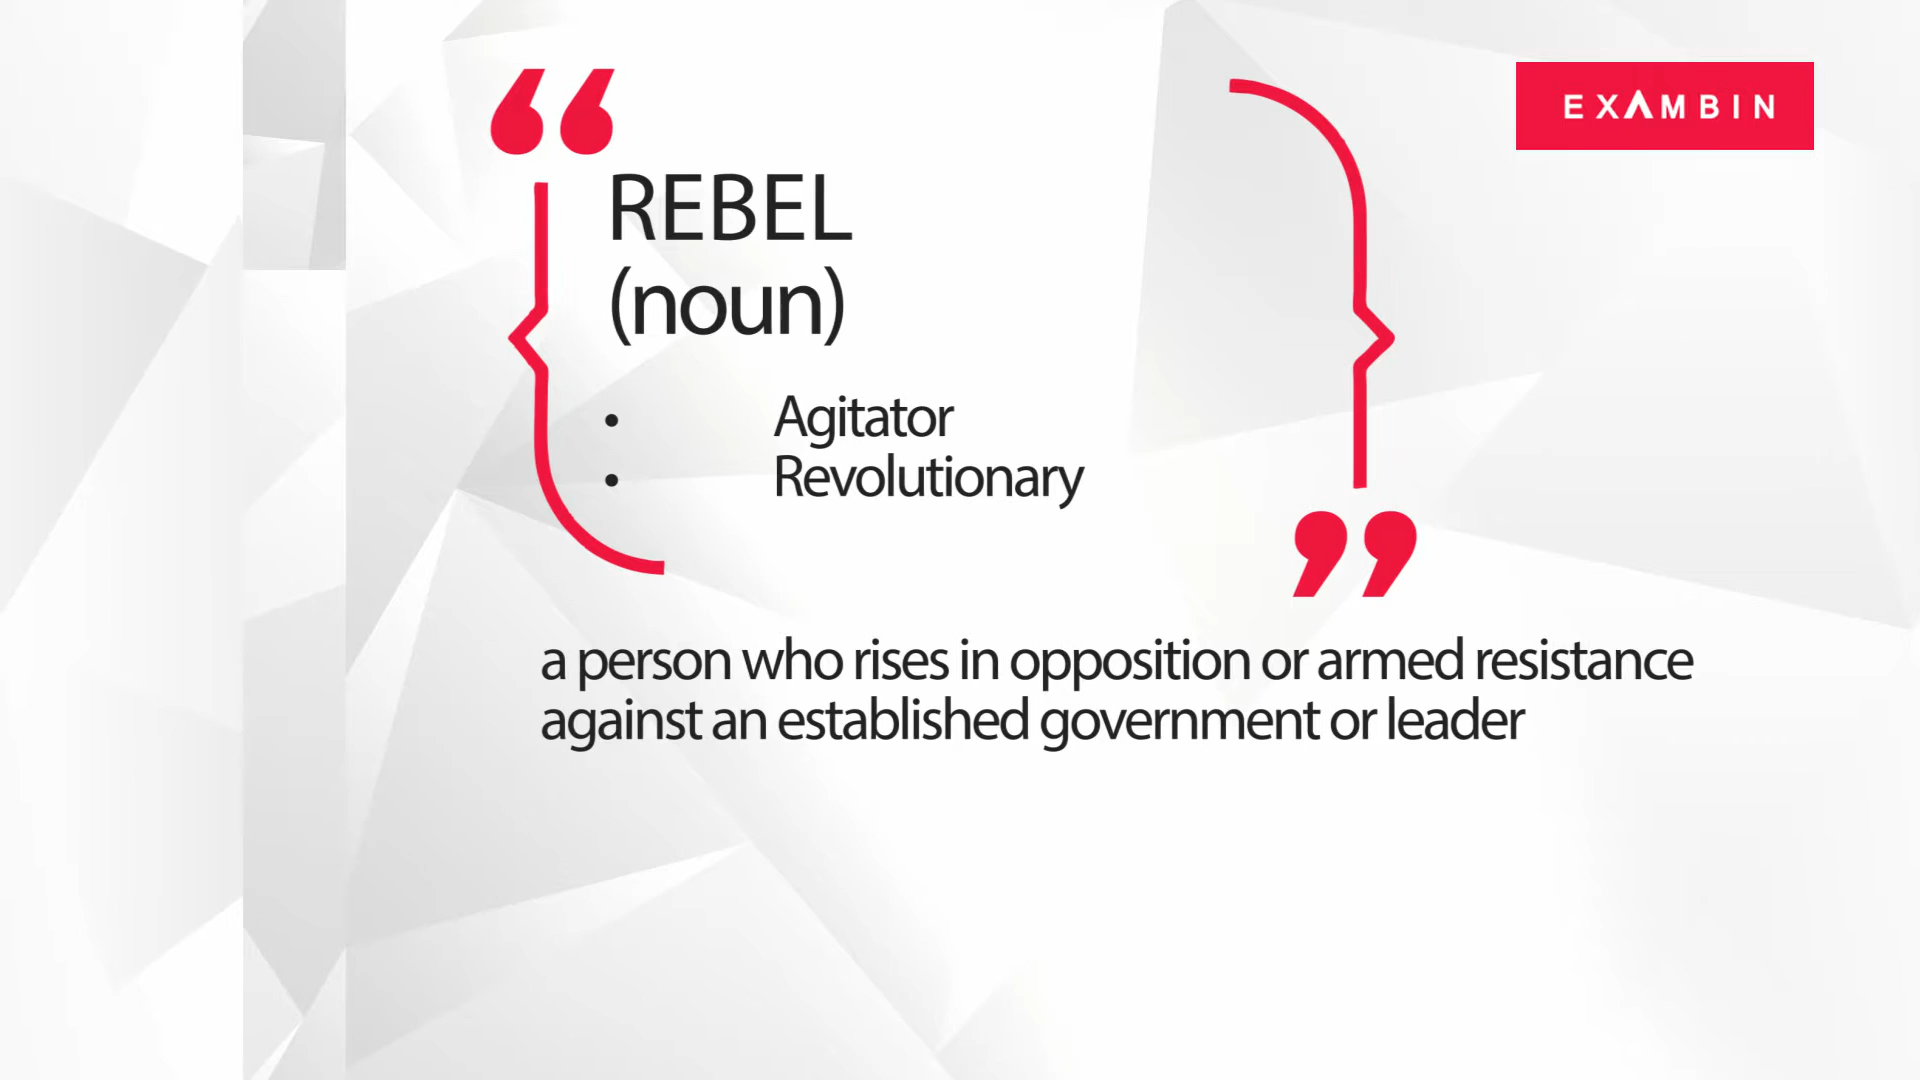 EXAMBIN
REBEL
(noun)
• Agitator
• Revolutionary
a person who rises in opposition or armed resistance
against an established government or leader